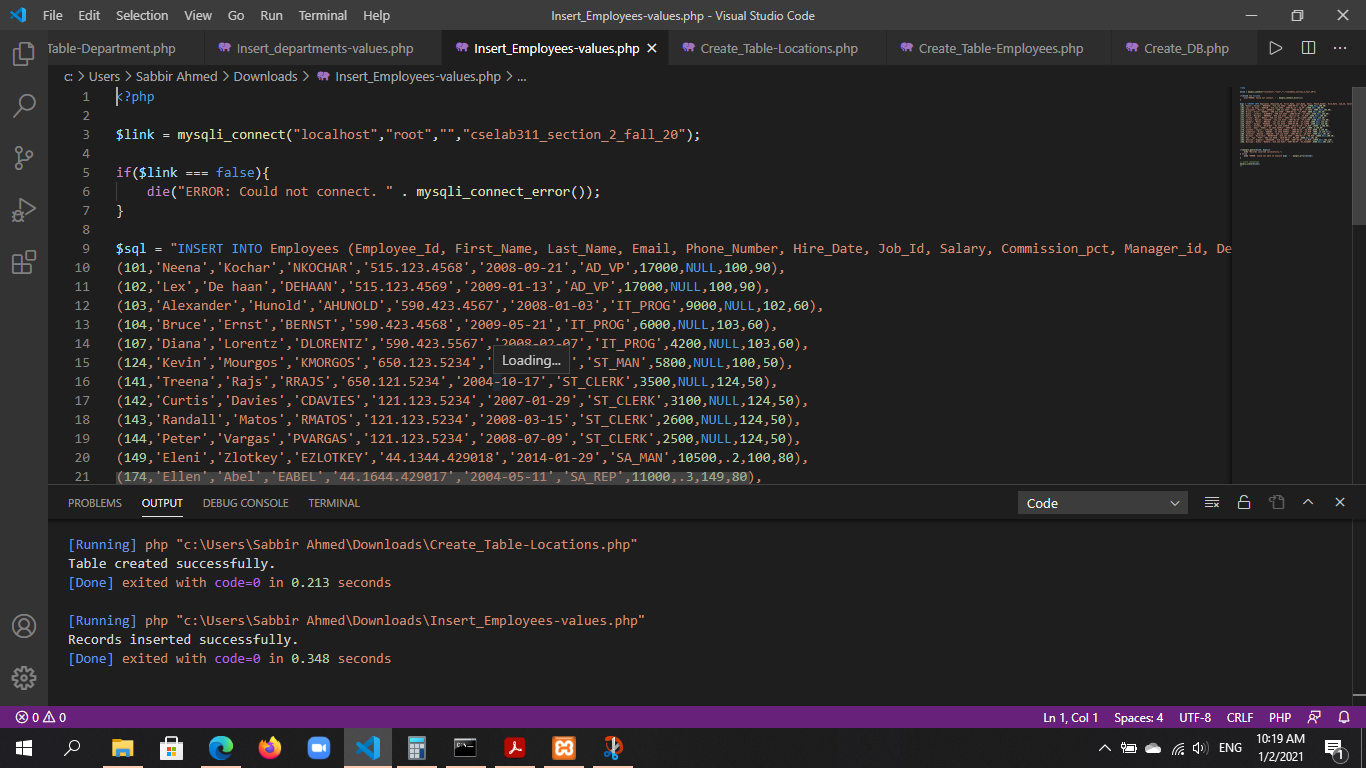 File Edit Selection View Go Run Terminal Help Insert_Employees-values.php - Visual Studio Code
Table-Department.php Insert_departments-values.php Insert_Employees-values.php Create_Table-Locations.php Create_Table-Employees.php Create_DB.php
c: > Users > Sabbir Ahmed > Downloads > Insert_Employees-values.php > ...
1 <?php
2
3 $link = mysqli_connect("localhost","root","","cselab311_section_2_fall_20");
4
5 if($link === false){
6 die("ERROR: Could not connect. " . mysqli_connect_error());
7 }
8
9 $sql = "INSERT INTO Employees (Employee_Id, First_Name, Last_Name, Email, Phone_Number, Hire_Date, Job_Id, Salary, Commission_pct, Manager_id, De
10 (101,'Neena','Kochar','NKOCHAR','515.123.4568','2008-09-21','AD_VP',17000,NULL,100,90),
11 (102,'Lex','De haan','DEHAAN','515.123.4569','2009-01-13','AD_VP',17000,NULL,100,90),
12 (103,'Alexander','Hunold','AHUNOLD','590.423.4567','2008-01-03','IT_PROG',9000,NULL,102,60),
13 (104,'Bruce','Ernst','BERNST','590.423.4568','2009-05-21','IT_PROG',6000,NULL,103,60),
14 (107,'Diana','Lorentz','DLORENTZ','590.423.5567','2008-02-07','IT_PROG',4200,NULL,103,60),
15 (124,'Kevin','Mourgos','KMORGOS','650.123.5234',' ','ST_MAN',5800,NULL,100,50),
Loading...
16 (141,'Treena','Rajs','RRAJS','650.121.5234','2004-10-17','ST_CLERK',3500,NULL,124,50),
17 (142,'Curtis','Davies','CDAVIES','121.123.5234','2007-01-29','ST_CLERK',3100,NULL,124,50),
18 (143,'Randall','Matos','RMATOS','121.123.5234','2008-03-15','ST_CLERK',2600,NULL,124,50),
19 (144,'Peter','Vargas','PVARGAS','121.123.5234','2008-07-09','ST_CLERK',2500,NULL,124,50),
20 (149,'Eleni','Zlotkey','EZLOTKEY','44.1344.429018','2014-01-29','SA_MAN',10500,.2,100,80),
21 (174,'Ellen','Abel','EABEL','44.1644.429017','2004-05-11','SA_REP',11000,.3,149,80),
PROBLEMS OUTPUT DEBUG CONSOLE TERMINAL Code
[Running] php "c:\Users\Sabbir Ahmed\Downloads\Create_Table-Locations.php"
Table created successfully.
[Done] exited with code=0 in 0.213 seconds
[Running] php "c:\Users\Sabbir Ahmed\Downloads\Insert_Employees-values.php"
Records inserted successfully.
[Done] exited with code=0 in 0.348 seconds
0 0 Ln 1, Col 1 Spaces: 4 UTF-8 CRLF PHP
ENG 10:19 AM
1/2/2021 1